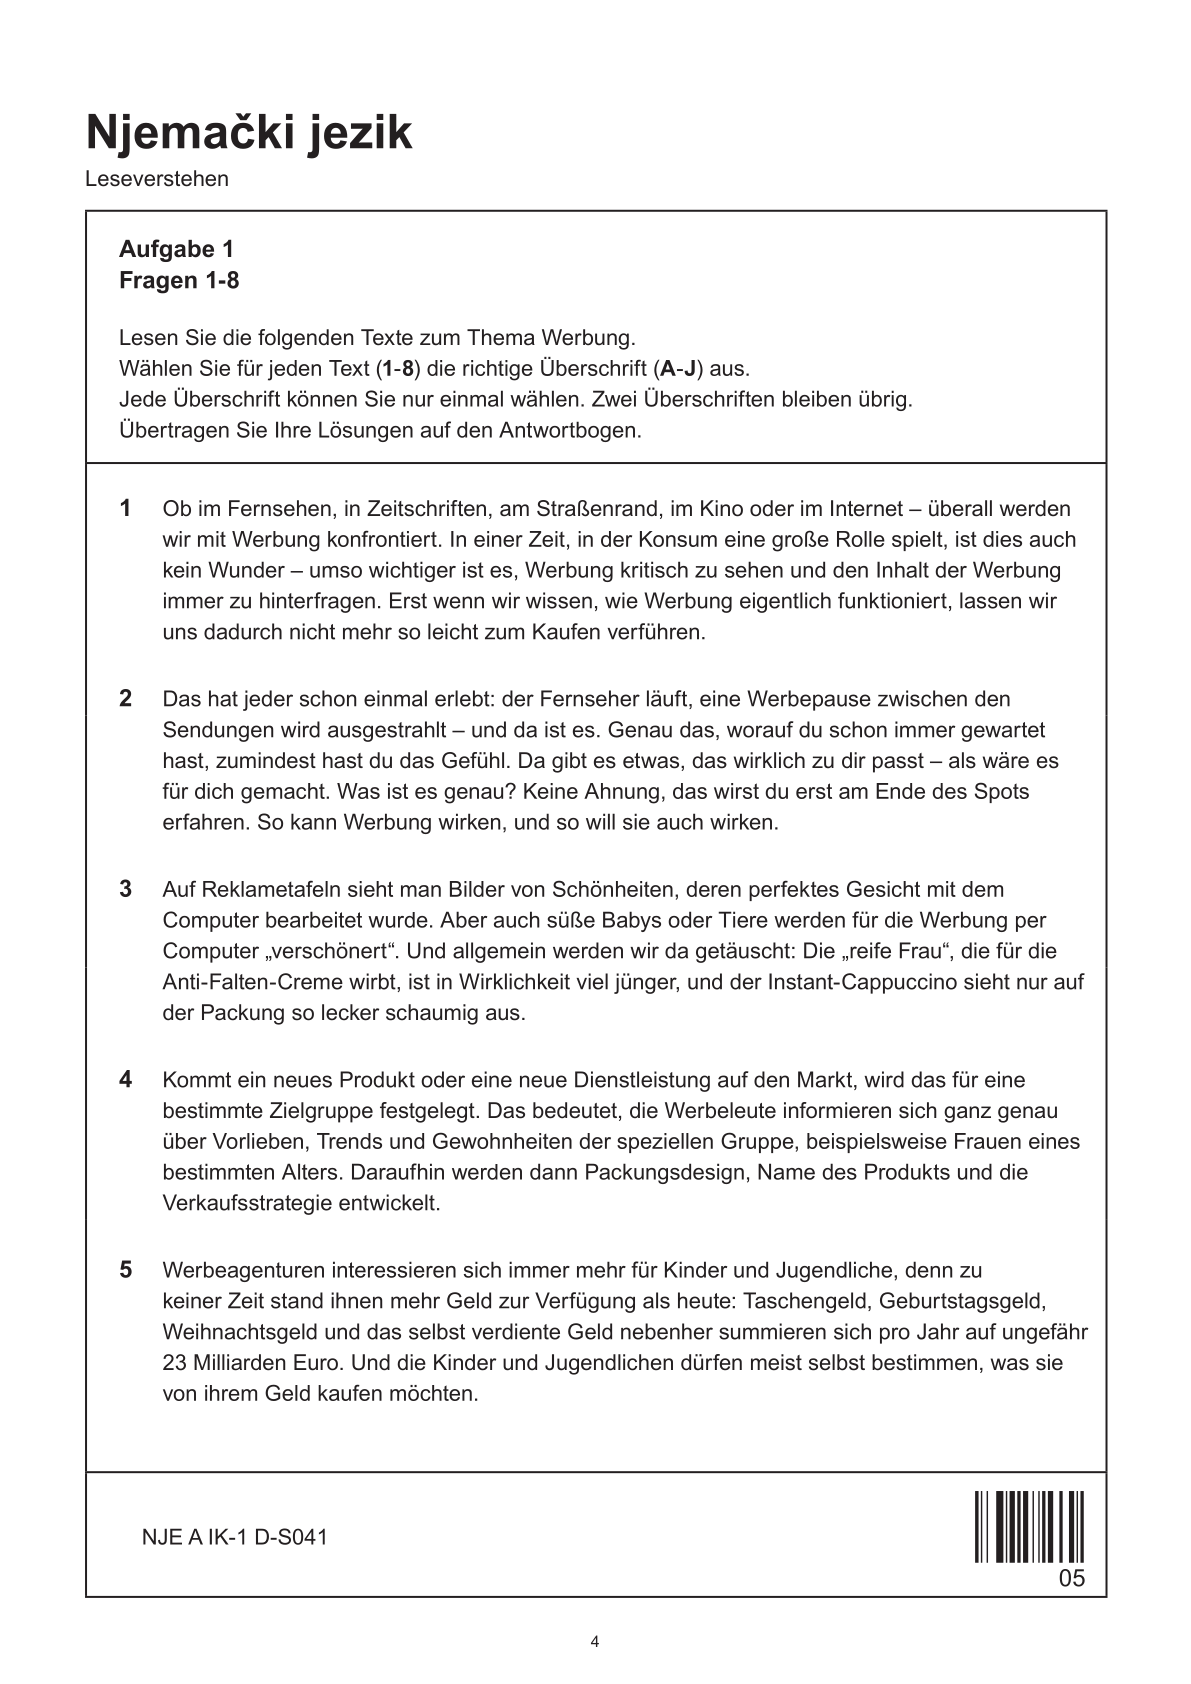 Njemački jezik
Leseverstehen
Aufgabe 1
Fragen 1-8
Lesen Sie die folgenden Texte zum Thema Werbung.
Wählen Sie für jeden Text (1-8) die richtige Überschrift (A-J) aus.
Jede Überschrift können Sie nur einmal wählen. Zwei Überschriften bleiben übrig.
Übertragen Sie Ihre Lösungen auf den Antwortbogen.
1 Ob im Fernsehen, in Zeitschriften, am Straßenrand, im Kino oder im Internet – überall werden
wir mit Werbung konfrontiert. In einer Zeit, in der Konsum eine große Rolle spielt, ist dies auch
kein Wunder – umso wichtiger ist es, Werbung kritisch zu sehen und den Inhalt der Werbung
immer zu hinterfragen. Erst wenn wir wissen, wie Werbung eigentlich funktioniert, lassen wir
uns dadurch nicht mehr so leicht zum Kaufen verführen.
2 Das hat jeder schon einmal erlebt: der Fernseher läuft, eine Werbepause zwischen den
Sendungen wird ausgestrahlt – und da ist es. Genau das, worauf du schon immer gewartet
hast, zumindest hast du das Gefühl. Da gibt es etwas, das wirklich zu dir passt – als wäre es
für dich gemacht. Was ist es genau? Keine Ahnung, das wirst du erst am Ende des Spots
erfahren. So kann Werbung wirken, und so will sie auch wirken.
3 Auf Reklametafeln sieht man Bilder von Schönheiten, deren perfektes Gesicht mit dem
Computer bearbeitet wurde. Aber auch süße Babys oder Tiere werden für die Werbung per
Computer „verschönert“. Und allgemein werden wir da getäuscht: Die „reife Frau“, die für die
Anti-Falten-Creme wirbt, ist in Wirklichkeit viel jünger, und der Instant-Cappuccino sieht nur auf
der Packung so lecker schaumig aus.
4 Kommt ein neues Produkt oder eine neue Dienstleistung auf den Markt, wird das für eine
bestimmte Zielgruppe festgelegt. Das bedeutet, die Werbeleute informieren sich ganz genau
über Vorlieben, Trends und Gewohnheiten der speziellen Gruppe, beispielsweise Frauen eines
bestimmten Alters. Daraufhin werden dann Packungsdesign, Name des Produkts und die
Verkaufsstrategie entwickelt.
5 Werbeagenturen interessieren sich immer mehr für Kinder und Jugendliche, denn zu
keiner Zeit stand ihnen mehr Geld zur Verfügung als heute: Taschengeld, Geburtstagsgeld,
Weihnachtsgeld und das selbst verdiente Geld nebenher summieren sich pro Jahr auf ungefähr
23 Milliarden Euro. Und die Kinder und Jugendlichen dürfen meist selbst bestimmen, was sie
von ihrem Geld kaufen möchten.
NJE A IK-1 D-S041
05
4